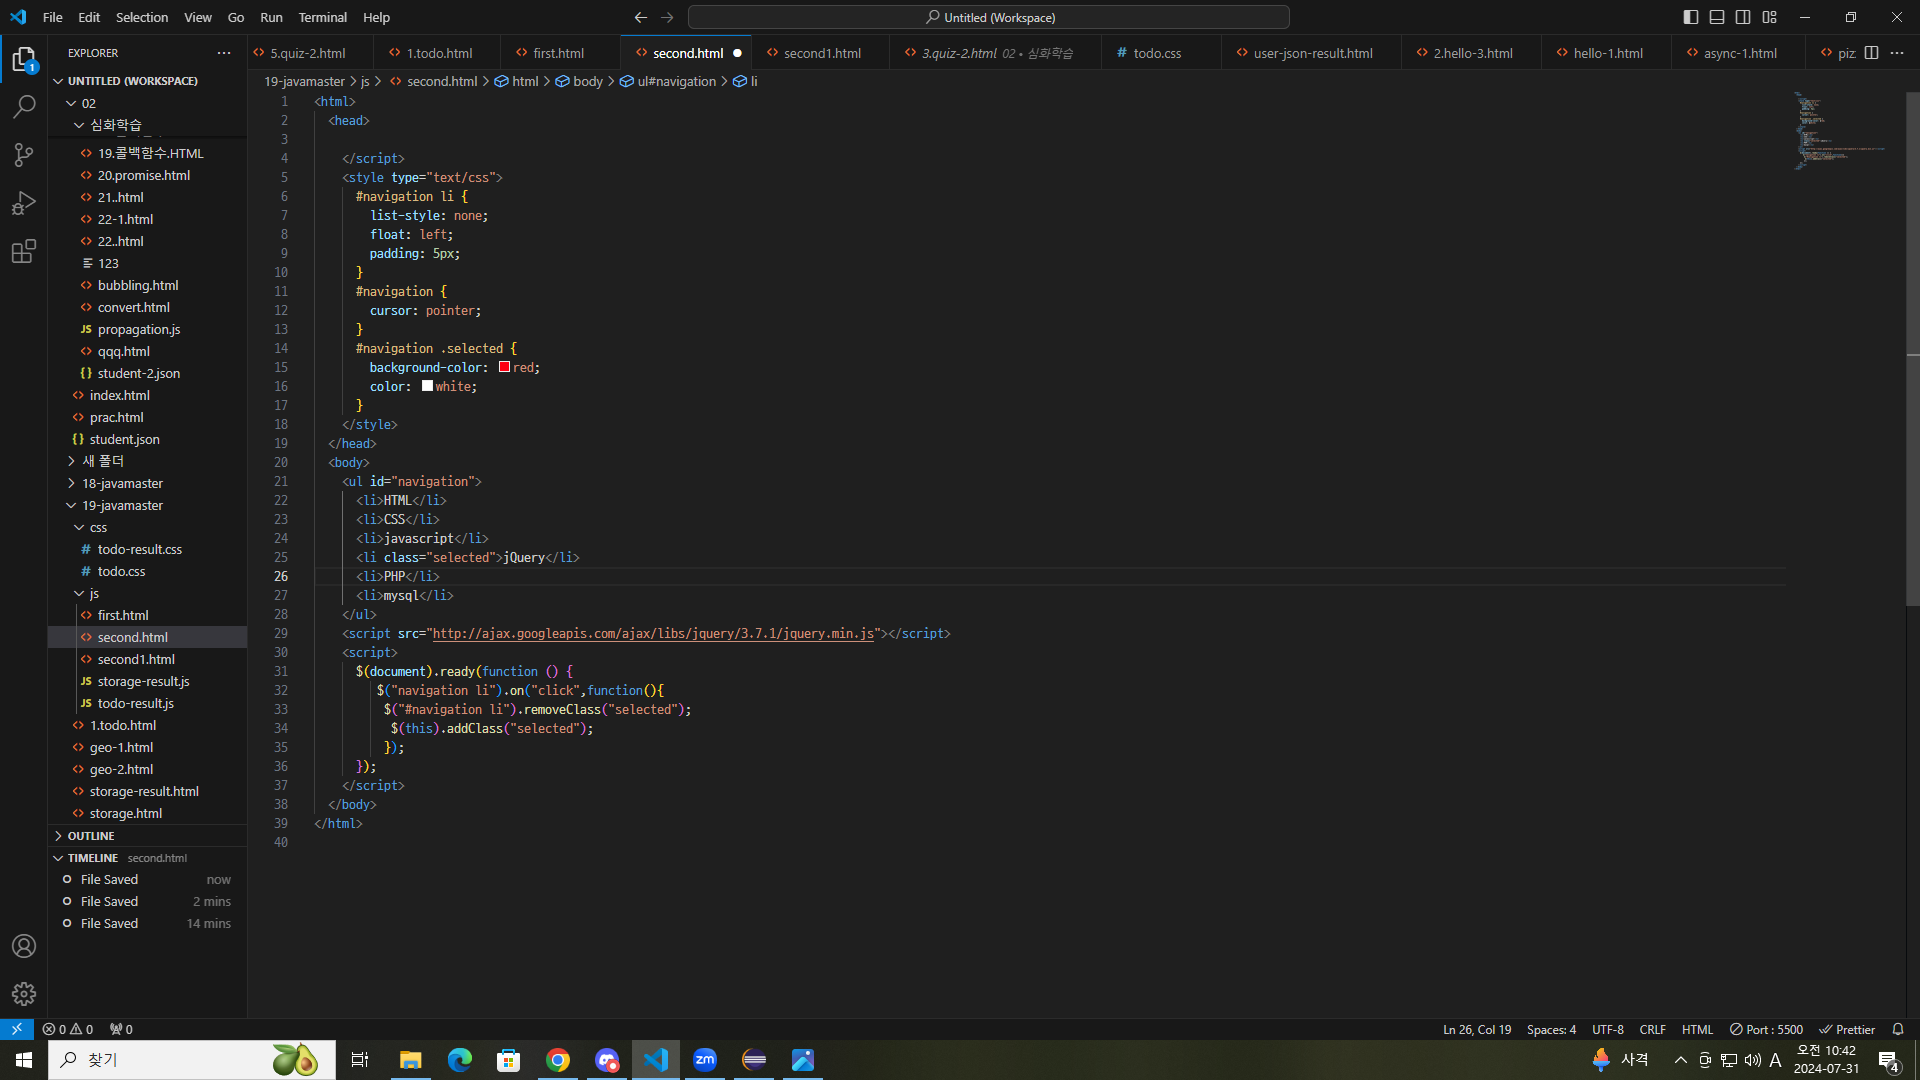 File Edit Selection View Go Run Terminal Help
Untitled (Workspace)
EXPLORER
5.quiz-2.html 1.todo.html first.html second.html second1.html 3.quiz-2.html 02 • 심화학습 todo.css user-json-result.html 2.hello-3.html hello-1.html async-1.html piz
19-javamaster > js > second.html > html > body > ul#navigation > li
UNTITLED (WORKSPACE)
02
심화학습
19.콜백함수.HTML
20.promise.html
21..html
22-1.html
22..html
123
bubbling.html
convert.html
JS propagation.js
qqq.html
{} student-2.json
index.html
prac.html
{} student.json
새 폴더
18-javamaster
19-javamaster
css
# todo-result.css
# todo.css
js
first.html
second.html
second1.html
JS storage-result.js
JS todo-result.js
1.todo.html
geo-1.html
geo-2.html
storage-result.html
storage.html
OUTLINE
TIMELINE second.html
File Saved now
File Saved 2 mins
File Saved 14 mins
1 <html>
2 <head>
3
4 </script>
5 <style type="text/css">
6 #navigation li {
7 list-style: none;
8 float: left;
9 padding: 5px;
10 }
11 #navigation {
12 cursor: pointer;
13 }
14 #navigation .selected {
15 background-color: red;
16 color: white;
17 }
18 </style>
19 </head>
20 <body>
21 <ul id="navigation">
22 <li>HTML</li>
23 <li>CSS</li>
24 <li>javascript</li>
25 <li class="selected">jQuery</li>
26 <li>PHP</li>
27 <li>mysql</li>
28 </ul>
29 <script src="http://ajax.googleapis.com/ajax/libs/jquery/3.7.1/jquery.min.js"></script>
30 <script>
31 $(document).ready(function () {
32 $("navigation li").on("click",function(){
33 $("#navigation li").removeClass("selected");
34 $(this).addClass("selected");
35 });
36 });
37 </script>
38 </body>
39 </html>
40
0 0 0 Ln 26, Col 19 Spaces: 4 UTF-8 CRLF HTML Port : 5500 Prettier
찾기 zm 사격 A 오전 10:42
2024-07-31 4